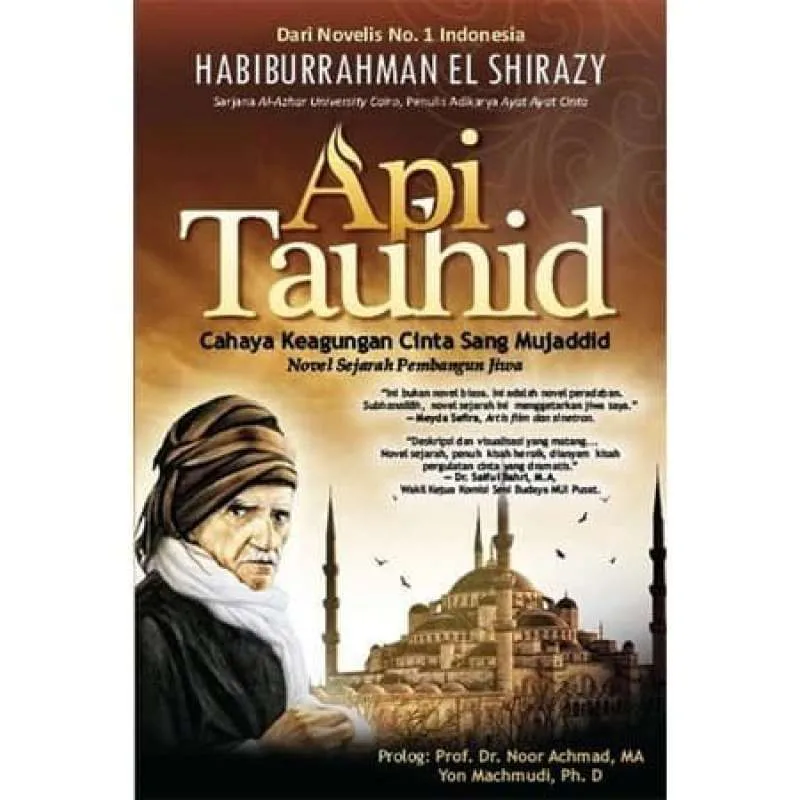 Dari Novelis No. 1 Indonesia
HABIBURRAHMAN EL SHIRAZY
Sarjana Al-Azhar University Cairo, Penulis Adikarya Ayat Ayat Cinta
Api
Tauhid
Cahaya Keagungan Cinta Sang Mujaddid
Novel Sejarah Pembangun Jiwa
"Ini bukan novel biasa. Ini adalah novel peradaban.
Subhanallah, novel sejarah ini menggetarkan jiwa saya."
— Meyda Safira, Artis film dan sinetron.
"Deskripsi dan visualisasi yang matang...
Novel sejarah, penuh kisah heroik, dianyam kisah
pergulatan cinta yang dramatis."
— Dr. Saiful Bahri, M.A,
Wakil Ketua Komisi Seni Budaya MUI Pusat.
Prolog: Prof. Dr. Noor Achmad, MA
Yon Machmudi, Ph. D